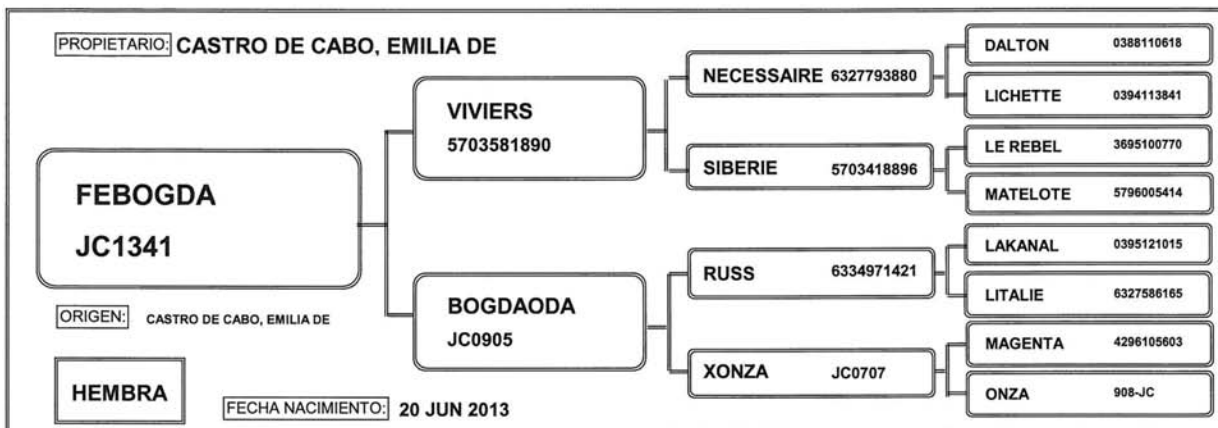 PROPIETARIO: CASTRO DE CABO, EMILIA DE
FEBOGDA
JC1341
ORIGEN: CASTRO DE CABO, EMILIA DE
HEMBRA
FECHA NACIMIENTO: 20 JUN 2013
VIVIERS
5703581890
BOGDAODA
JC0905
NECESSAIRE 6327793880
SIBERIE 5703418896
RUSS 6334971421
XONZA JC0707
DALTON 0388110618
LICHETTE 0394113841
LE REBEL 3695100770
MATELOTE 5796005414
LAKANAL 0395121015
LITALIE 6327586165
MAGENTA 4296105603
ONZA 908-JC